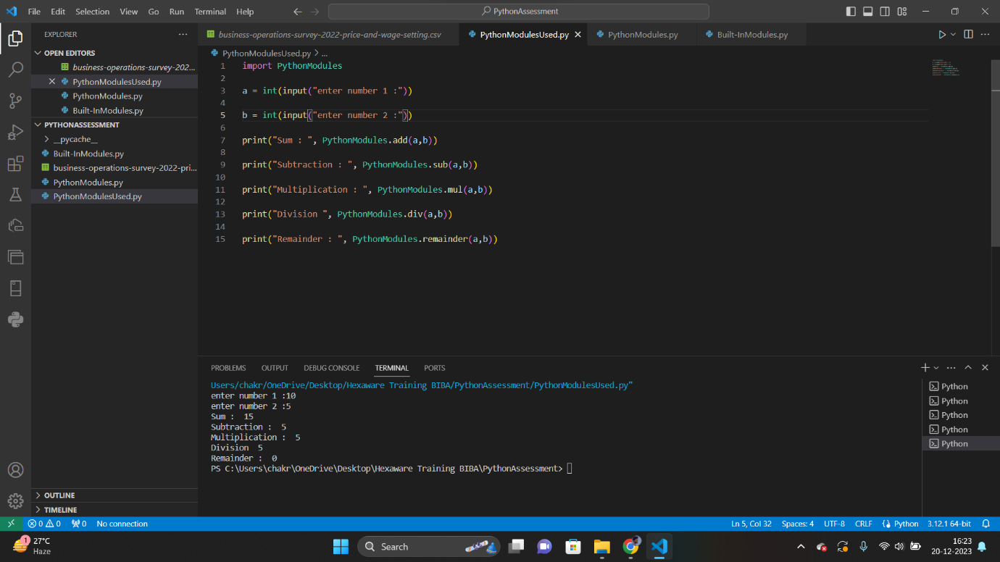 File Edit Selection View Go Run Terminal Help
PythonAssessment
EXPLORER
OPEN EDITORS
business-operations-survey-202...
PythonModulesUsed.py
PythonModules.py
Built-InModules.py
PYTHONASSESSMENT
__pycache__
Built-InModules.py
business-operations-survey-2022-pri...
PythonModules.py
PythonModulesUsed.py
OUTLINE
TIMELINE
business-operations-survey-2022-price-and-wage-setting.csv PythonModulesUsed.py PythonModules.py Built-InModules.py
PythonModulesUsed.py > ...
1 import PythonModules
2
3 a = int(input("enter number 1 :"))
4
5 b = int(input("enter number 2 :"))
6
7 print("Sum : ", PythonModules.add(a,b))
8
9 print("Subtraction : ", PythonModules.sub(a,b))
10
11 print("Multiplication : ", PythonModules.mul(a,b))
12
13 print("Division ", PythonModules.div(a,b))
14
15 print("Remainder : ", PythonModules.remainder(a,b))
PROBLEMS OUTPUT DEBUG CONSOLE TERMINAL PORTS
Users/chakr/OneDrive/Desktop/Hexaware Training BIBA/PythonAssessment/PythonModulesUsed.py"
enter number 1 :10
enter number 2 :5
Sum :  15
Subtraction :  5
Multiplication :  5
Division  5
Remainder :  0
PS C:\Users\chakr\OneDrive\Desktop\Hexaware Training BIBA\PythonAssessment>
Python
Python
Python
Python
Python
0 0 0 No connection Ln 5, Col 32 Spaces: 4 UTF-8 CRLF Python 3.12.1 64-bit
1
27°C
Haze
Search
16:23
20-12-2023